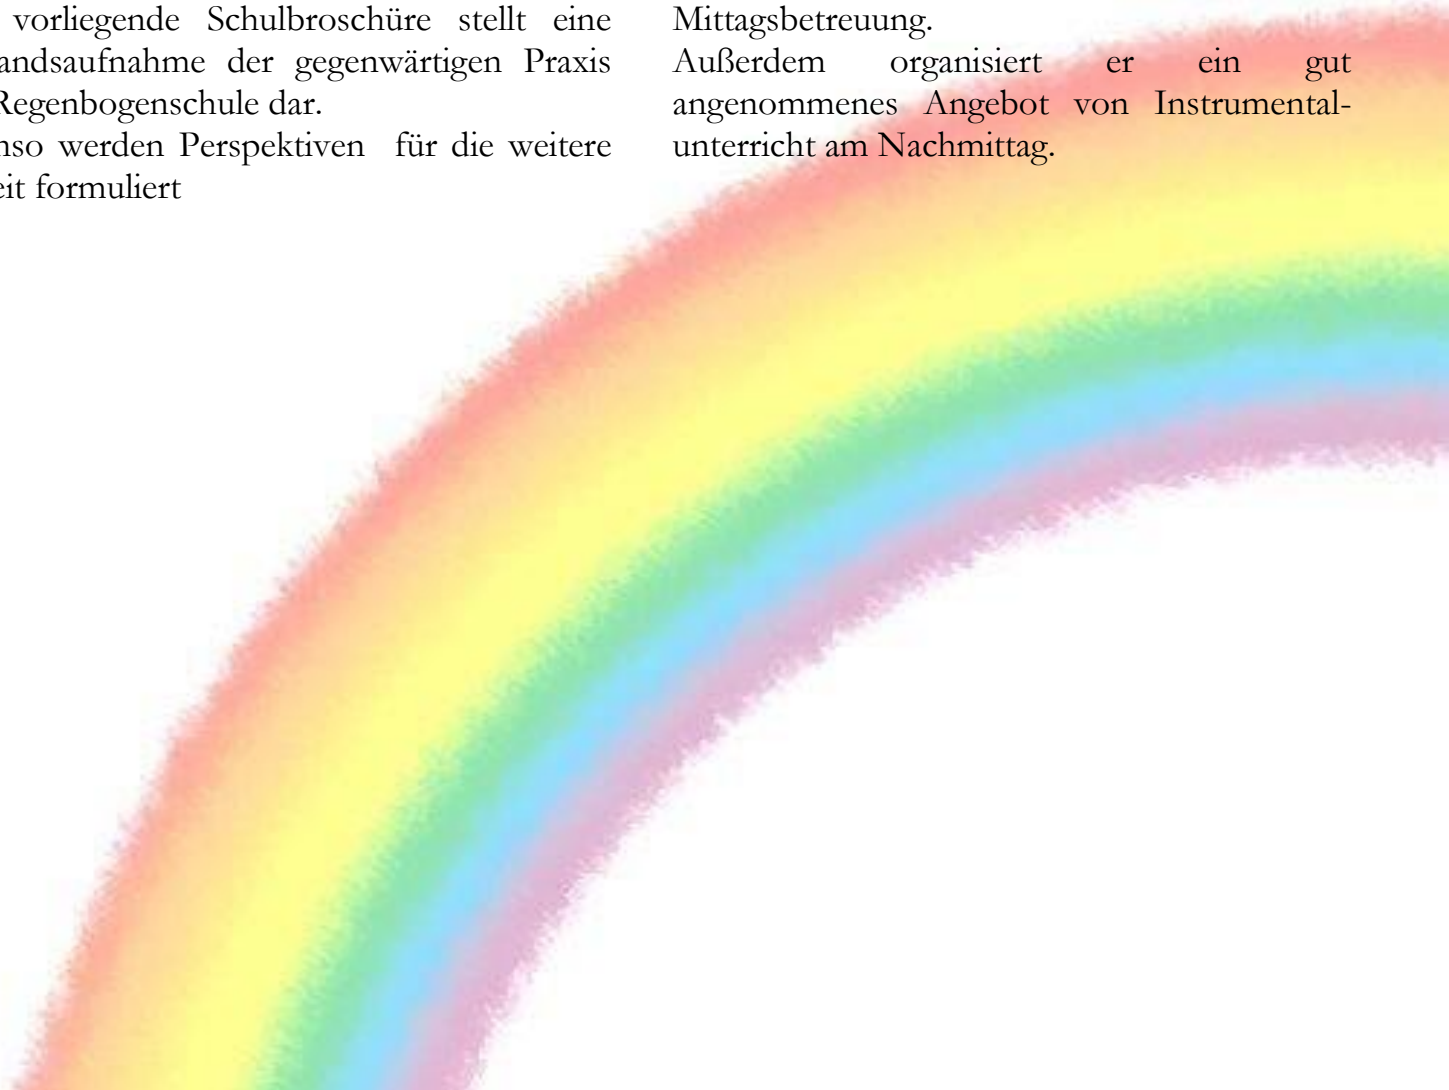 vorliegende Schulbroschüre stellt eine
andsaufnahme der gegenwärtigen Praxis
Regenbogenschule dar.
nso werden Perspektiven für die weitere
eit formuliert
Mittagsbetreuung.
Außerdem organisiert er ein gut
angenommenes Angebot von Instrumental-
unterricht am Nachmittag.